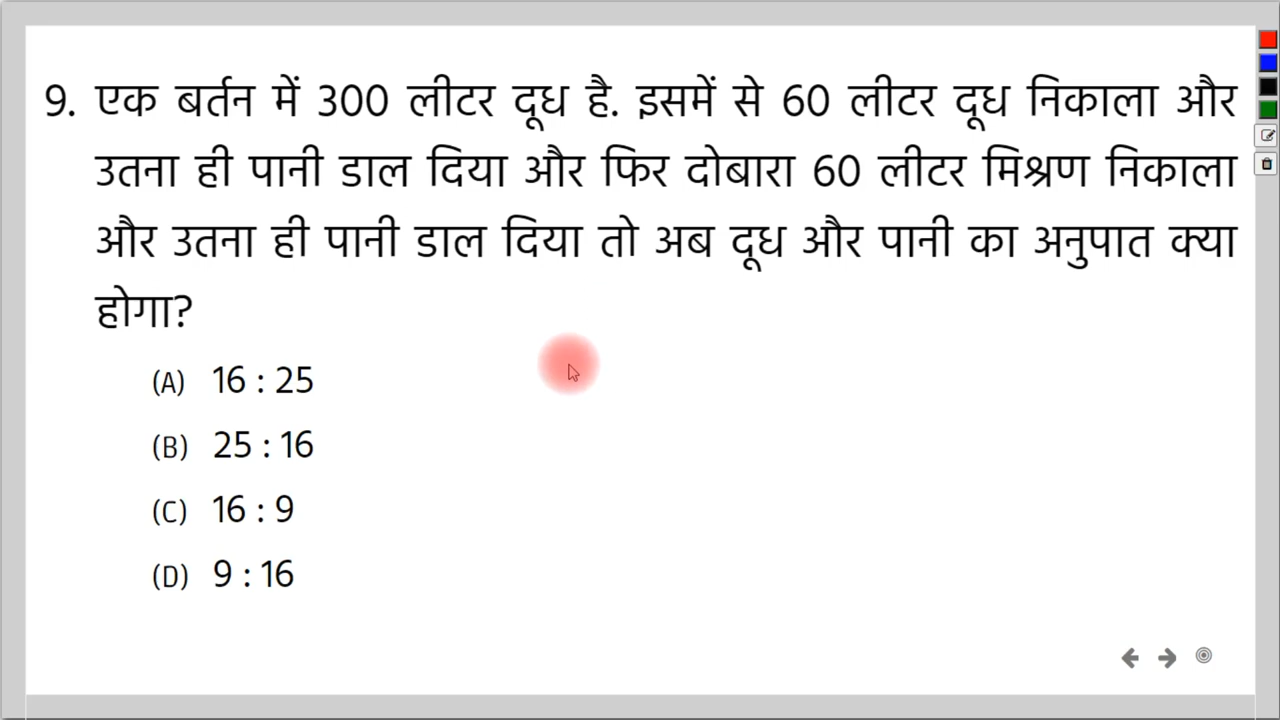 9. एक बर्तन में 300 लीटर दूध है. इसमें से 60 लीटर दूध निकाला और
उतना ही पानी डाल दिया और फिर दोबारा 60 लीटर मिश्रण निकाला
और उतना ही पानी डाल दिया तो अब दूध और पानी का अनुपात क्या
होगा?
(A) 16 : 25
(B) 25 : 16
(C) 16 : 9
(D) 9 : 16